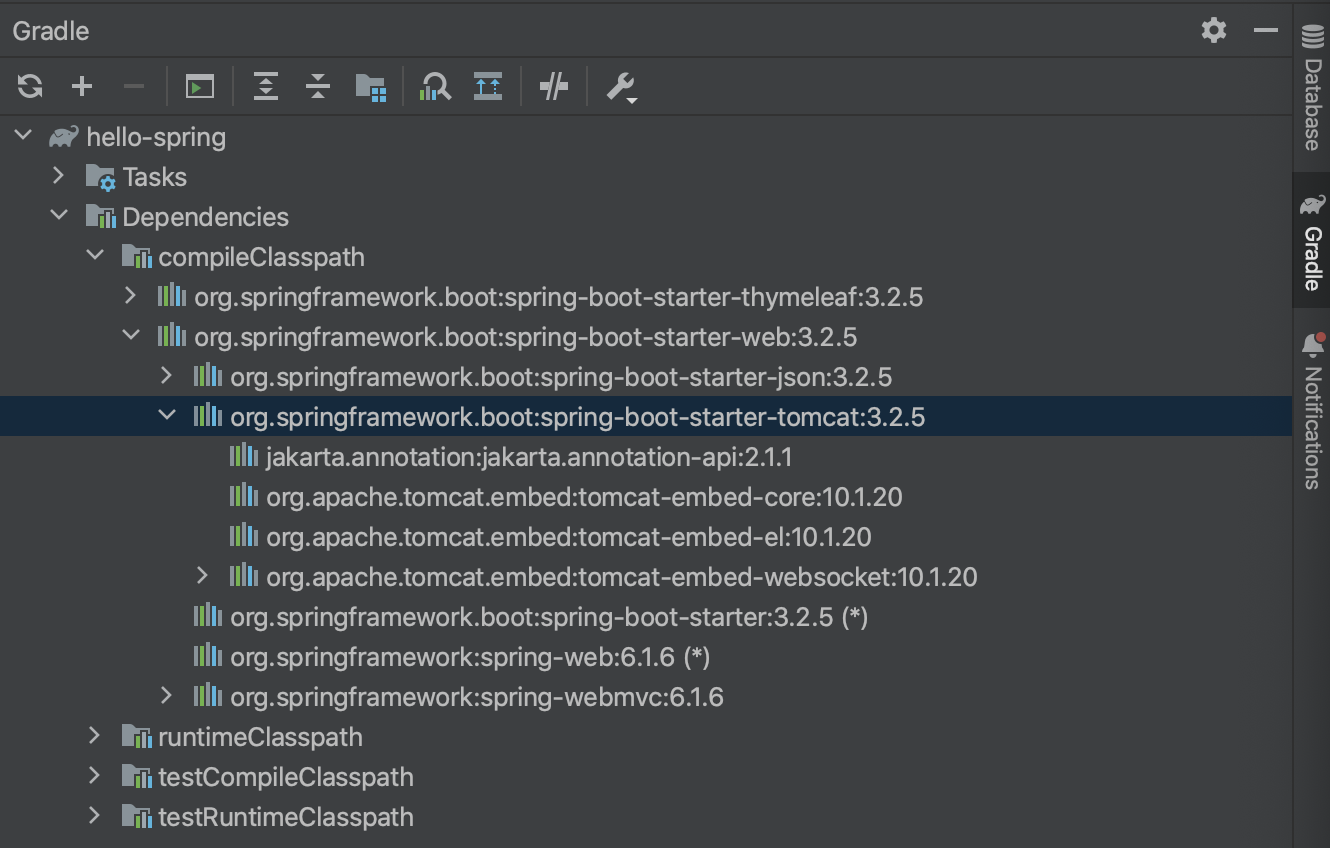 Gradle
hello-spring
Tasks
Dependencies
compileClasspath
org.springframework.boot:spring-boot-starter-thymeleaf:3.2.5
org.springframework.boot:spring-boot-starter-web:3.2.5
org.springframework.boot:spring-boot-starter-json:3.2.5
org.springframework.boot:spring-boot-starter-tomcat:3.2.5
jakarta.annotation:jakarta.annotation-api:2.1.1
org.apache.tomcat.embed:tomcat-embed-core:10.1.20
org.apache.tomcat.embed:tomcat-embed-el:10.1.20
org.apache.tomcat.embed:tomcat-embed-websocket:10.1.20
org.springframework.boot:spring-boot-starter:3.2.5 (*)
org.springframework:spring-web:6.1.6 (*)
org.springframework:spring-webmvc:6.1.6
runtimeClasspath
testCompileClasspath
testRuntimeClasspath
Database
Gradle
Notifications